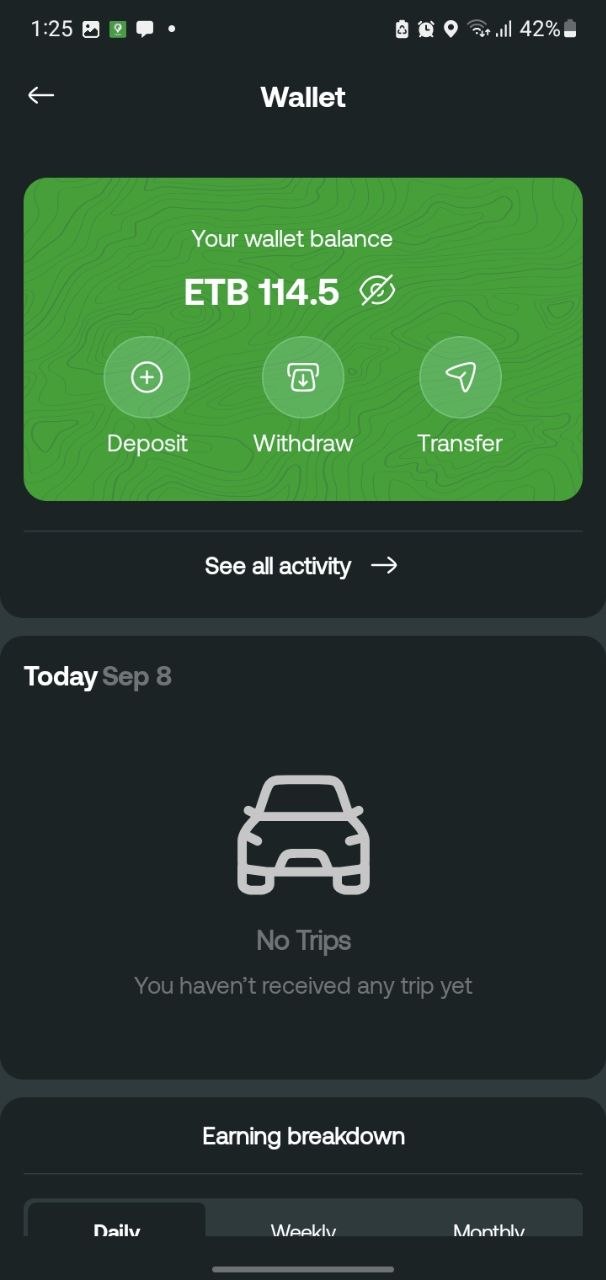 1:25 42%
Wallet
Your wallet balance
ETB 114.5
Deposit Withdraw Transfer
See all activity
Today Sep 8
No Trips
You haven’t received any trip yet
Earning breakdown
Daily Weekly Monthly